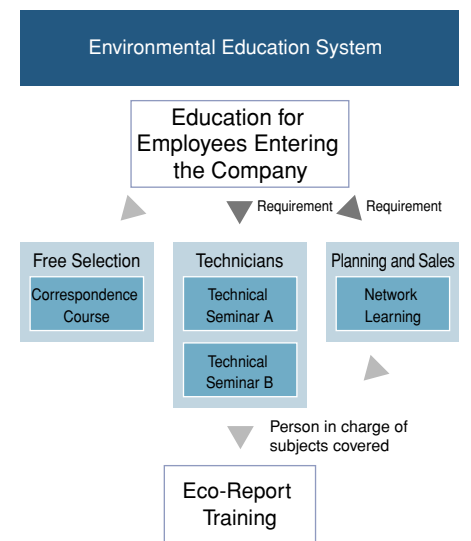 Environmental Education System
Education for
Employees Entering
the Company
Requirement
Requirement
Free Selection
Correspondence
Course
Technicians
Technical
Seminar A
Technical
Seminar B
Planning and Sales
Network
Learning
Person in charge of
subjects covered
Eco-Report
Training